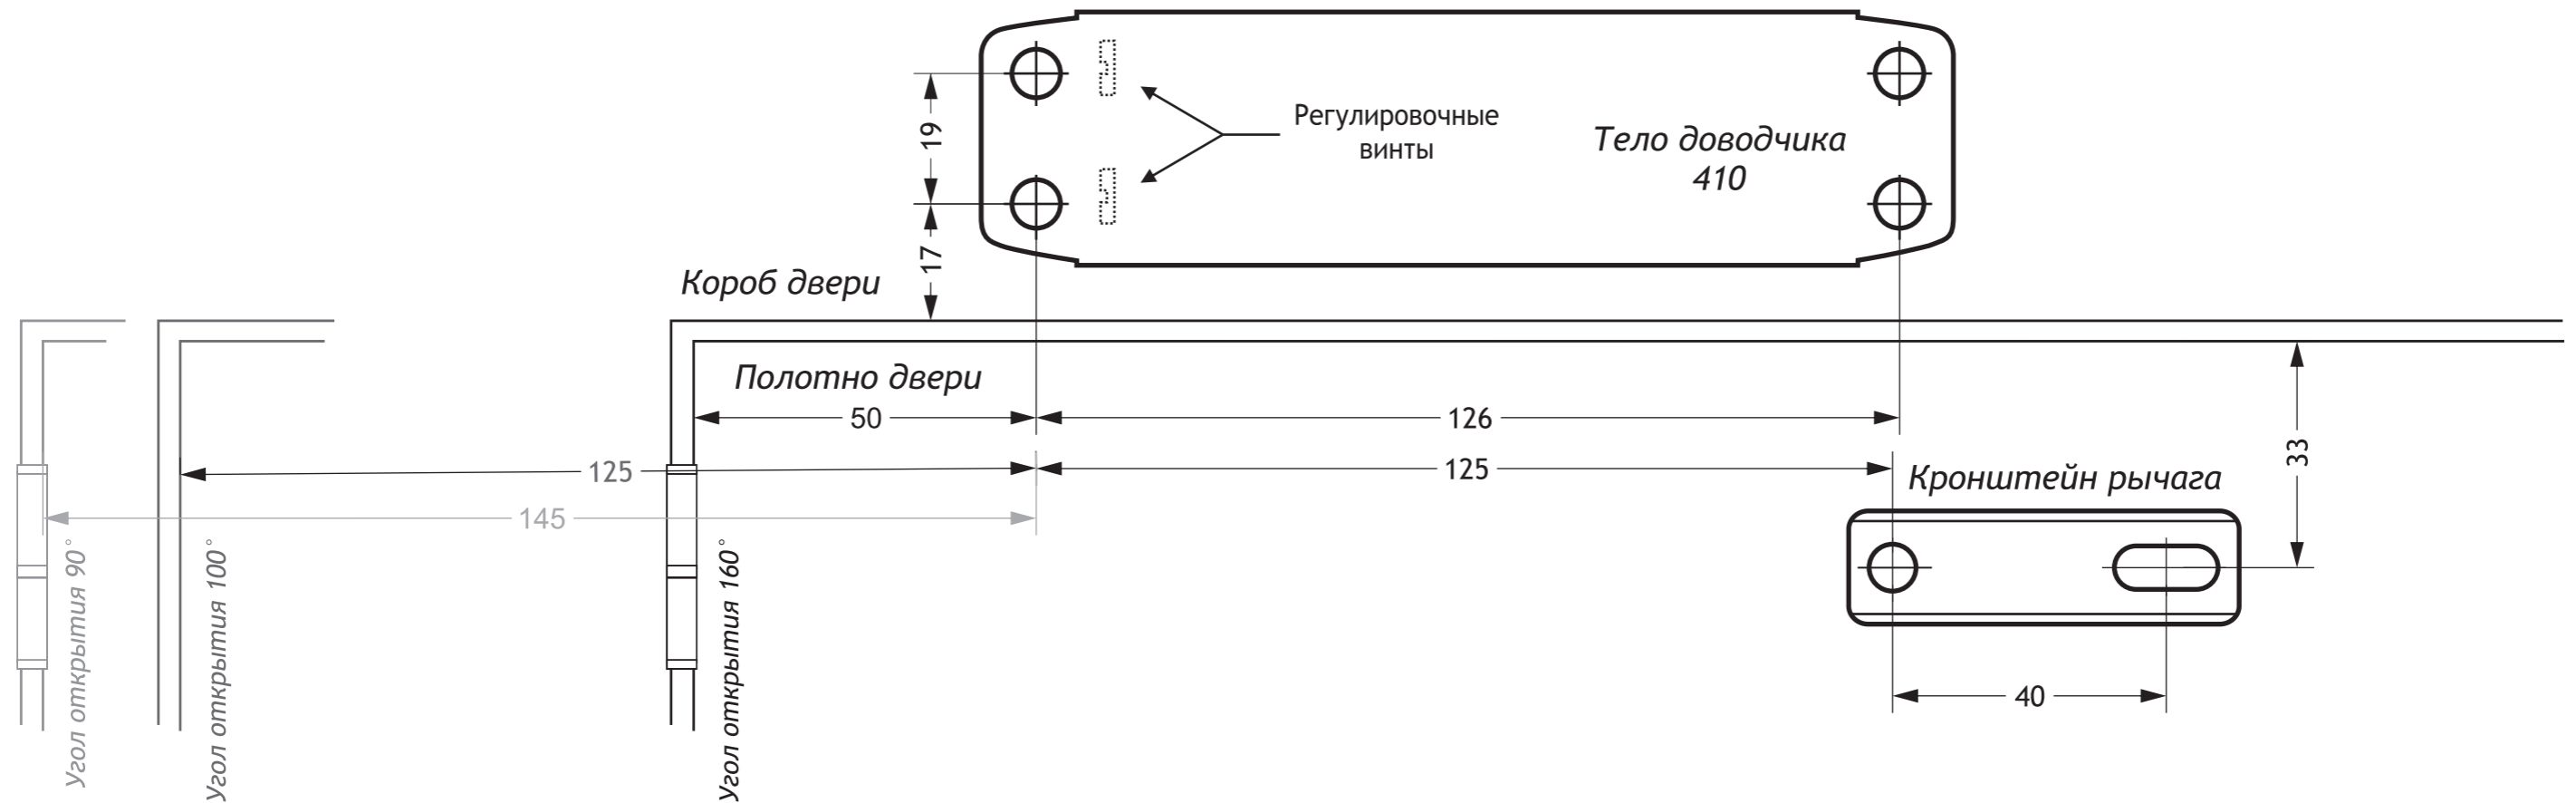 Регулировочные
винты
Тело доводчика
410
19
17
Короб двери
Полотно двери
50
126
125
125
145
33
Кронштейн рычага
40
Угол открытия 90°
Угол открытия 100°
Угол открытия 160°